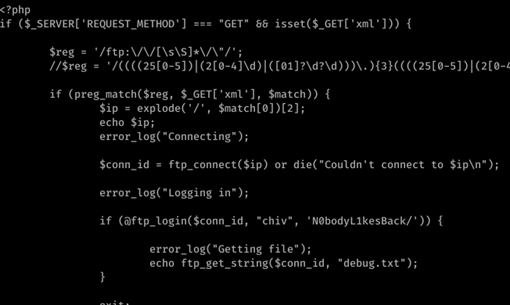 <?php
if ($_SERVER['REQUEST_METHOD'] === "GET" && isset($_GET['xml'])) {
$reg = '/ftp:\/\/[\s\S]*\/\"/';
//$reg = '/((((25[0-5])|(2[0-4]\d)|([01]?\d?\d)))\.){3}((((25[0-5])|(2[0-4
if (preg_match($reg, $_GET['xml'], $match)) {
$ip = explode('/', $match[0])[2];
echo $ip;
error_log("Connecting");
$conn_id = ftp_connect($ip) or die("Couldn't connect to $ip\n");
error_log("Logging in");
if (@ftp_login($conn_id, "chiv", 'N0bodyL1kesBack/')) {
error_log("Getting file");
echo ftp_get_string($conn_id, "debug.txt");
}
exit;